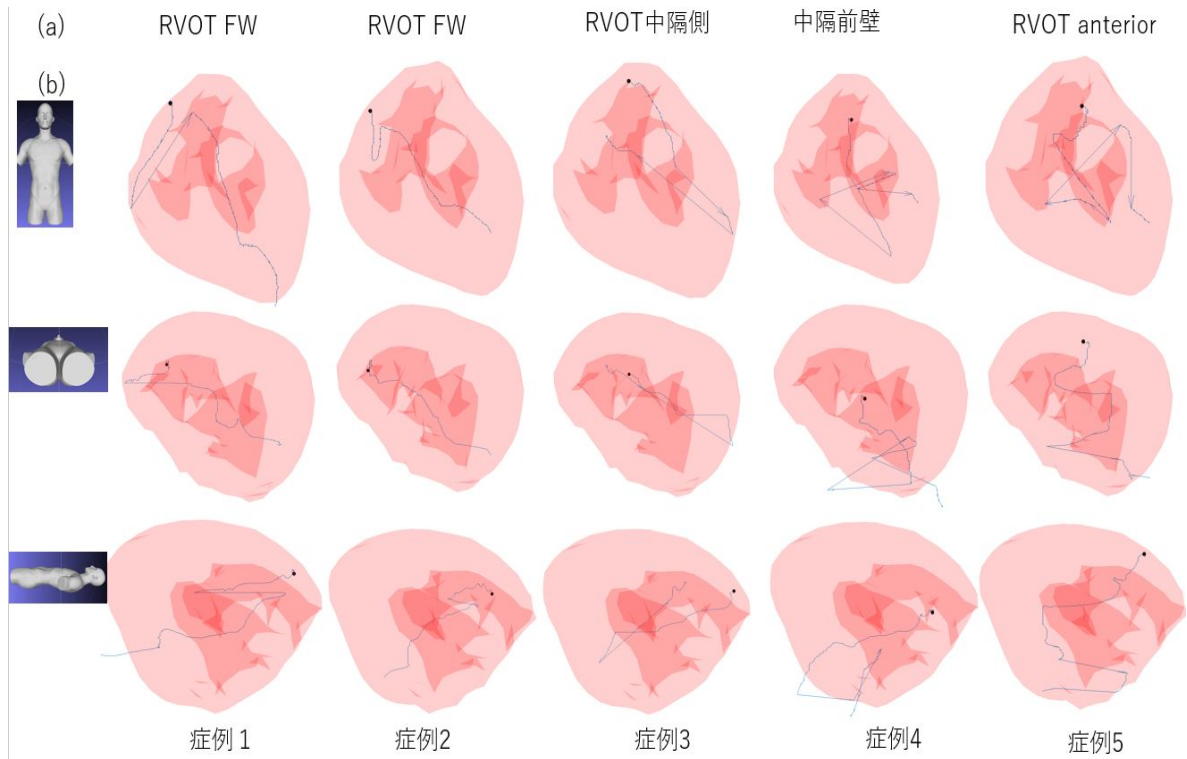 (a)
RVOT FW
RVOT FW
RVOT中隔側
中隔前壁
RVOT anterior
(b)
症例 1
症例2
症例3
症例4
症例5